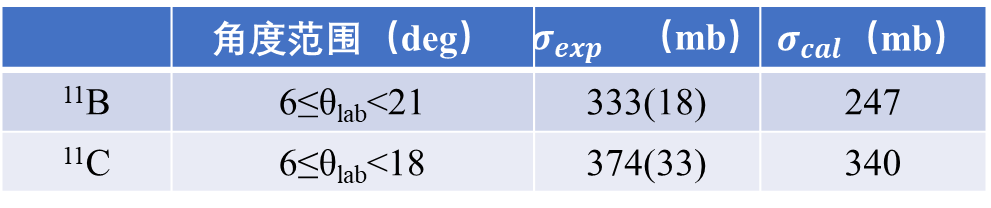 角度范围（deg） σexp （mb） σcal（mb）
¹¹B 6≤θlab<21 333(18) 247
¹¹C 6≤θlab<18 374(33) 340